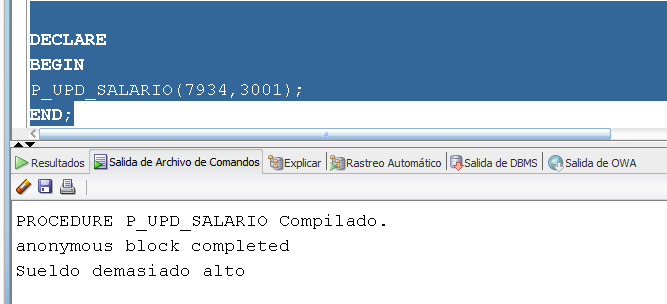 DECLARE
BEGIN
P_UPD_SALARIO(7934,3001);
END;
Resultados Salida de Archivo de Comandos Explicar Rastreo Automático Salida de DBMS Salida de OWA
PROCEDURE P_UPD_SALARIO Compilado.
anonymous block completed
Sueldo demasiado alto